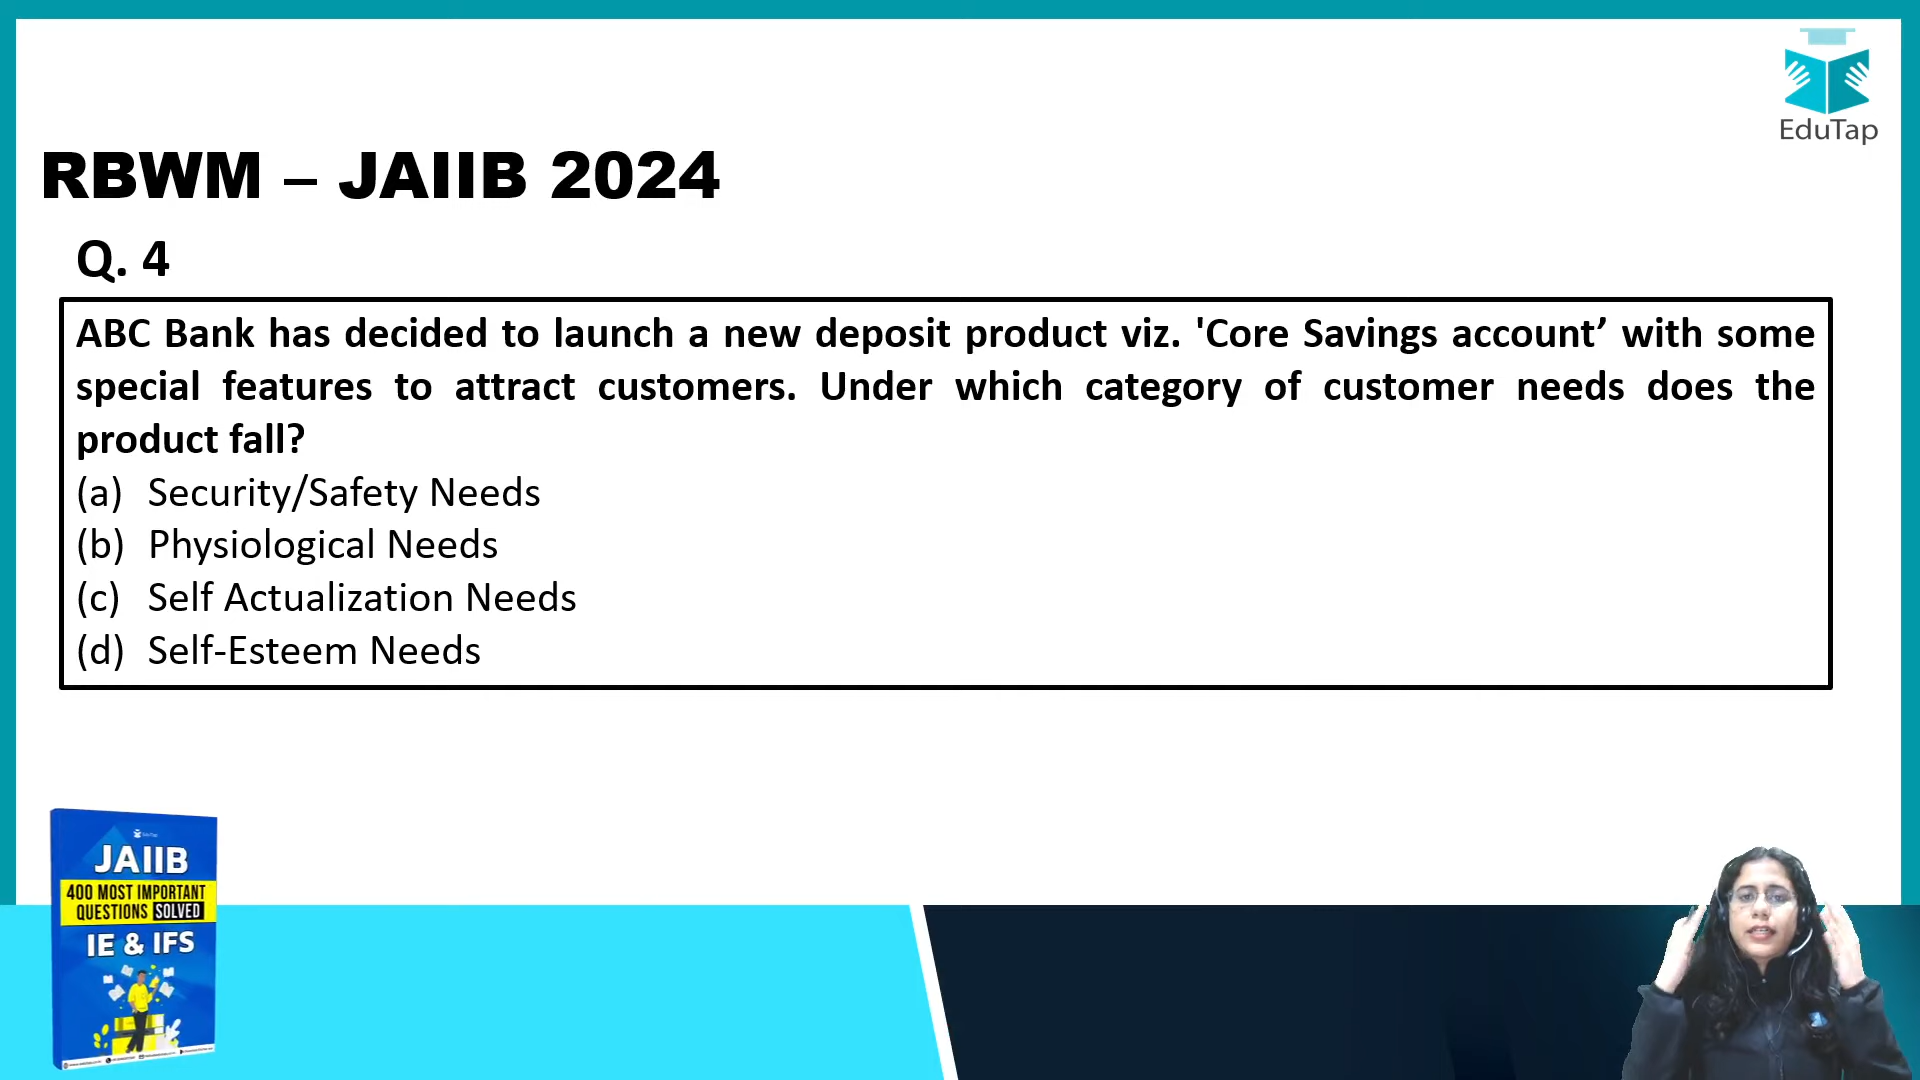 EduTap
RBWM – JAIIB 2024
Q. 4
ABC Bank has decided to launch a new deposit product viz. 'Core Savings account’ with some
special features to attract customers. Under which category of customer needs does the
product fall?
(a) Security/Safety Needs
(b) Physiological Needs
(c) Self Actualization Needs
(d) Self-Esteem Needs
JAIIB
400 MOST IMPORTANT
QUESTIONS SOLVED
IE & IFS